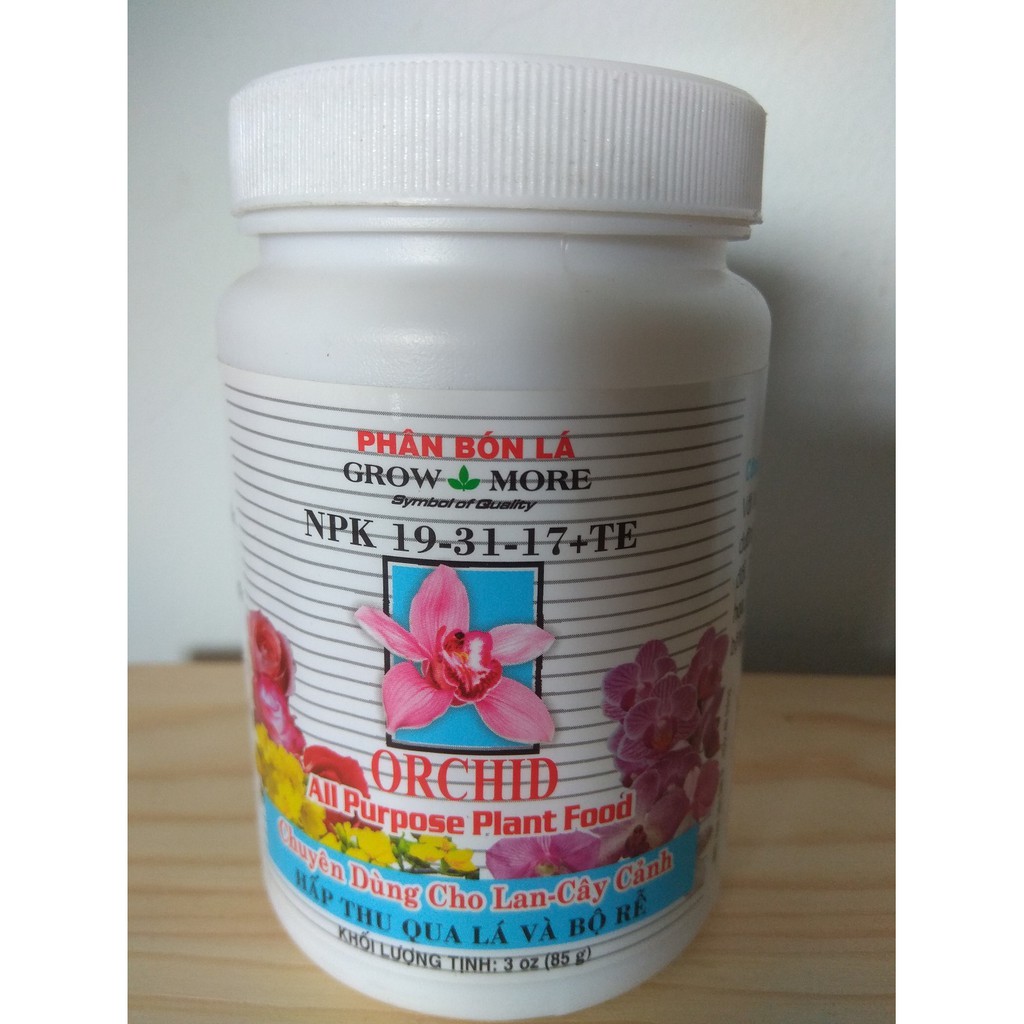 PHÂN BÓN LÁ
GROW MORE
Symbol of Quality
NPK 19-31-17+TE
ORCHID
All Purpose Plant Food
Chuyên Dùng Cho Lan-Cây Cảnh
HẤP THU QUA LÁ VÀ BỘ RỄ
KHỐI LƯỢNG TỊNH: 3 oz (85 g)